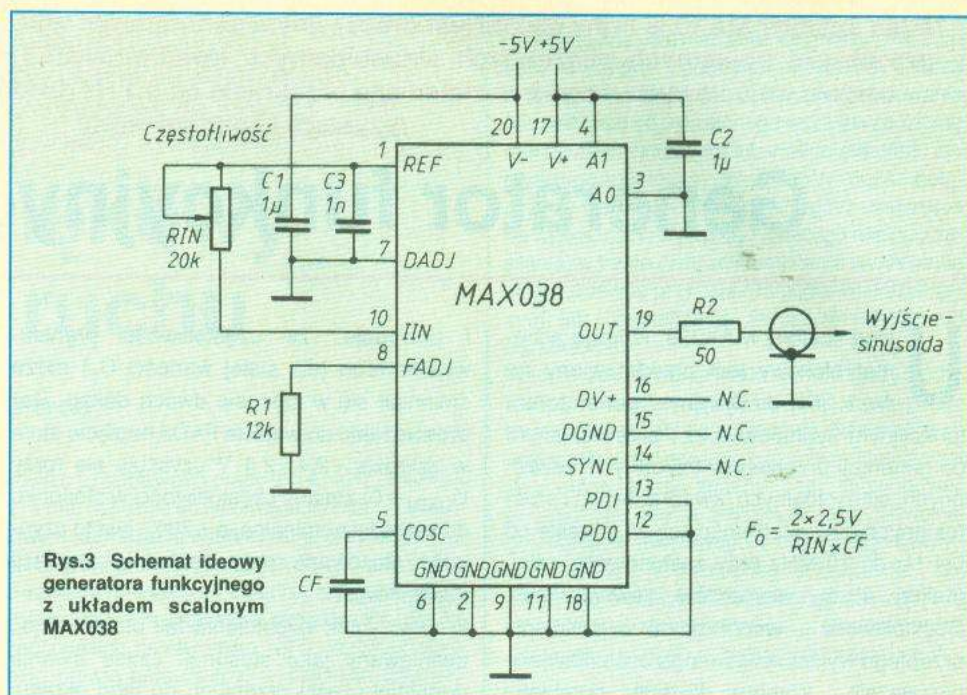 -5V +5V
20 17 4
V- V+ A1
C2
1μ
3
A0
Częstotliwość
1
REF
C1
1μ
C3
1n
RIN
20k
7
DADJ
MAX038
10
IIN
8
FADJ
R1
12k
OUT
19
R2
50
Wyjście -
sinusoida
DV+
16
N.C.
DGND
15
N.C.
SYNC
14
N.C.
PDI
13
PDO
12
5
COSC
CF
GND GND GND GND GND
6 2 9 11 18
Fo = 2 × 2,5V
RIN × CF
Rys.3 Schemat ideowy
generatora funkcyjnego
z układem scalonym
MAX038